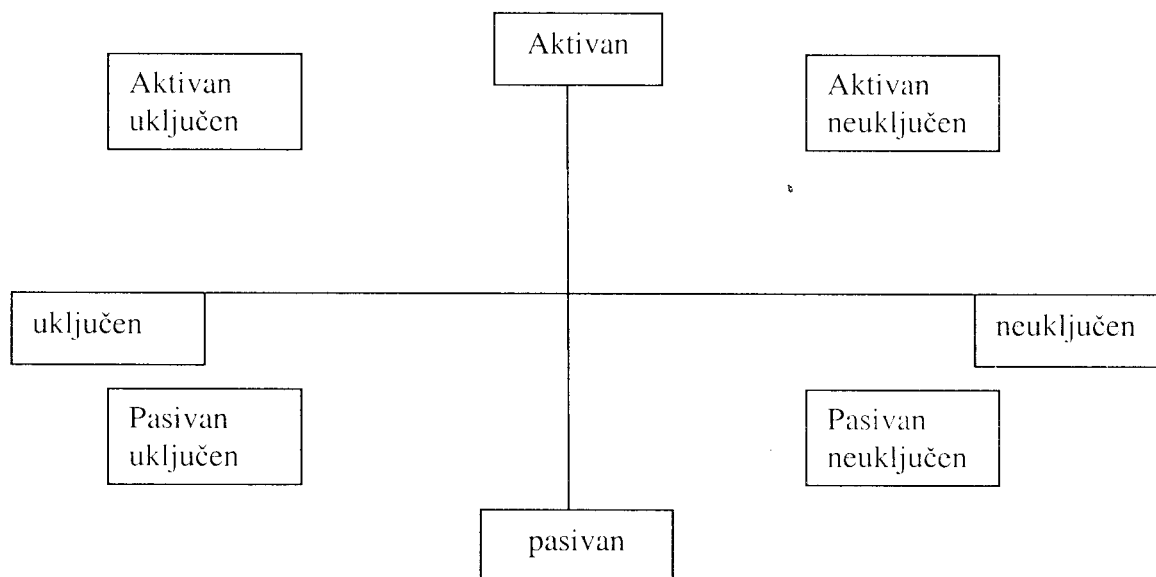 Aktivan
Aktivan
uključen
Aktivan
neuključen
uključen
neuključen
Pasivan
uključen
Pasivan
neuključen
pasivan